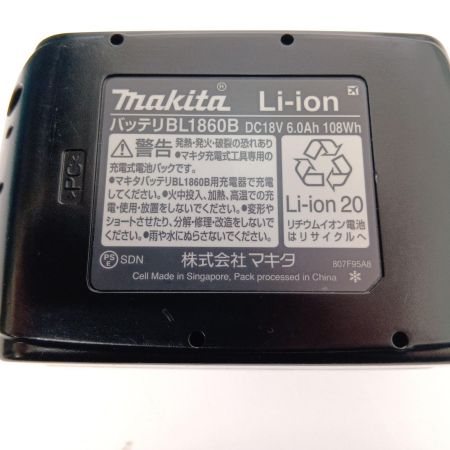 makita® Li-ion
バッテリBL1860B DC18V 6.0Ah 108Wh
⚠警告 発熱・発火・破裂の恐れあり
●マキタ充電式工具専用の
充電式電池パックです。
●マキタバッテリBL1860B用充電器で充電
してください。●火中投入、加熱、高温での充
電・使用・放置をしないでください。●変形や
ショートさせたり、分解・修理・改造をしないで
ください。●雨や水にぬらさないでください。
Li-ion 20
リチウムイオン電池
はリサイクルへ
PS
E SDN 株式会社マキタ 807F95A8
Cell Made in Singapore, Pack processed in China
>PC<